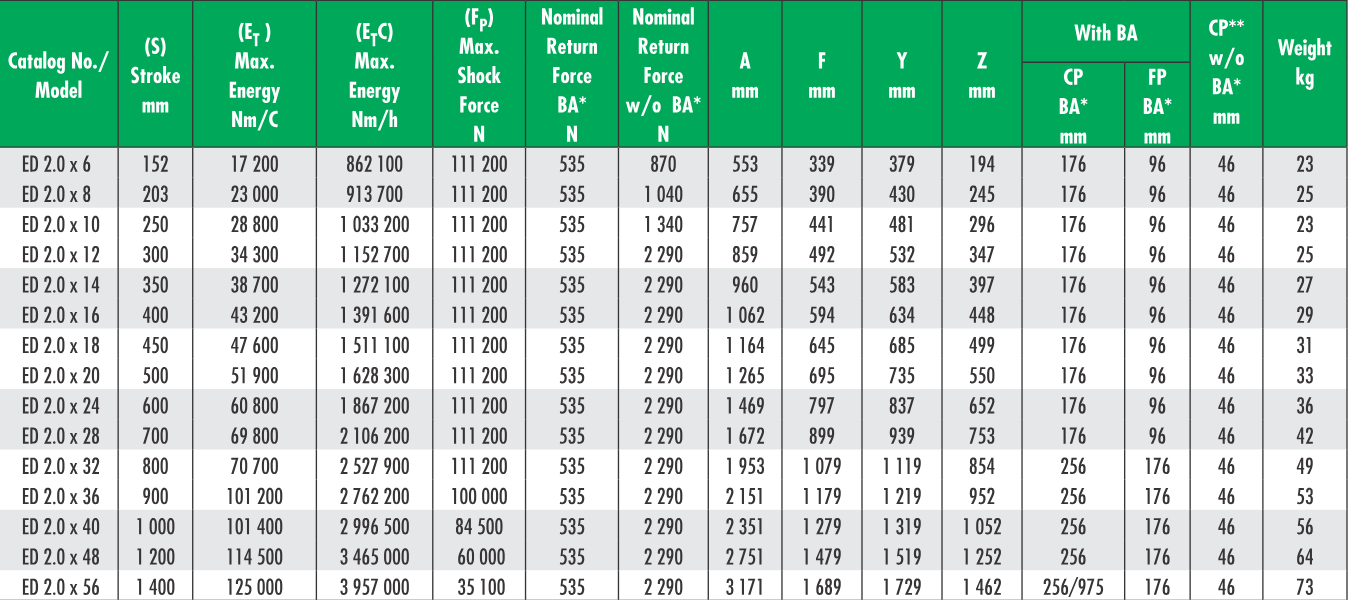 Catalog No./ Model | (S) Stroke mm | (E_T) Max. Energy Nm/C | (E_TC) Max. Energy Nm/h | (F_P) Max. Shock Force N | Nominal Return Force BA* N | Nominal Return Force w/o BA* N | A mm | F mm | Y mm | Z mm | With BA CP BA* mm | With BA FP BA* mm | CP** w/o BA* mm | Weight kg
ED 2.0 x 6 | 152 | 17 200 | 862 100 | 111 200 | 535 | 870 | 553 | 339 | 379 | 194 | 176 | 96 | 46 | 23
ED 2.0 x 8 | 203 | 23 000 | 913 700 | 111 200 | 535 | 1 040 | 655 | 390 | 430 | 245 | 176 | 96 | 46 | 25
ED 2.0 x 10 | 250 | 28 800 | 1 033 200 | 111 200 | 535 | 1 340 | 757 | 441 | 481 | 296 | 176 | 96 | 46 | 23
ED 2.0 x 12 | 300 | 34 300 | 1 152 700 | 111 200 | 535 | 2 290 | 859 | 492 | 532 | 347 | 176 | 96 | 46 | 25
ED 2.0 x 14 | 350 | 38 700 | 1 272 100 | 111 200 | 535 | 2 290 | 960 | 543 | 583 | 397 | 176 | 96 | 46 | 27
ED 2.0 x 16 | 400 | 43 200 | 1 391 600 | 111 200 | 535 | 2 290 | 1 062 | 594 | 634 | 448 | 176 | 96 | 46 | 29
ED 2.0 x 18 | 450 | 47 600 | 1 511 100 | 111 200 | 535 | 2 290 | 1 164 | 645 | 685 | 499 | 176 | 96 | 46 | 31
ED 2.0 x 20 | 500 | 51 900 | 1 628 300 | 111 200 | 535 | 2 290 | 1 265 | 695 | 735 | 550 | 176 | 96 | 46 | 33
ED 2.0 x 24 | 600 | 60 800 | 1 867 200 | 111 200 | 535 | 2 290 | 1 469 | 797 | 837 | 652 | 176 | 96 | 46 | 36
ED 2.0 x 28 | 700 | 69 800 | 2 106 200 | 111 200 | 535 | 2 290 | 1 672 | 899 | 939 | 753 | 176 | 96 | 46 | 42
ED 2.0 x 32 | 800 | 70 700 | 2 527 900 | 111 200 | 535 | 2 290 | 1 953 | 1 079 | 1 119 | 854 | 256 | 176 | 46 | 49
ED 2.0 x 36 | 900 | 101 200 | 2 762 200 | 100 000 | 535 | 2 290 | 2 151 | 1 179 | 1 219 | 952 | 256 | 176 | 46 | 53
ED 2.0 x 40 | 1 000 | 101 400 | 2 996 500 | 84 500 | 535 | 2 290 | 2 351 | 1 279 | 1 319 | 1 052 | 256 | 176 | 46 | 56
ED 2.0 x 48 | 1 200 | 114 500 | 3 465 000 | 60 000 | 535 | 2 290 | 2 751 | 1 479 | 1 519 | 1 252 | 256 | 176 | 46 | 64
ED 2.0 x 56 | 1 400 | 125 000 | 3 957 000 | 35 100 | 535 | 2 290 | 3 171 | 1 689 | 1 729 | 1 462 | 256/975 | 176 | 46 | 73